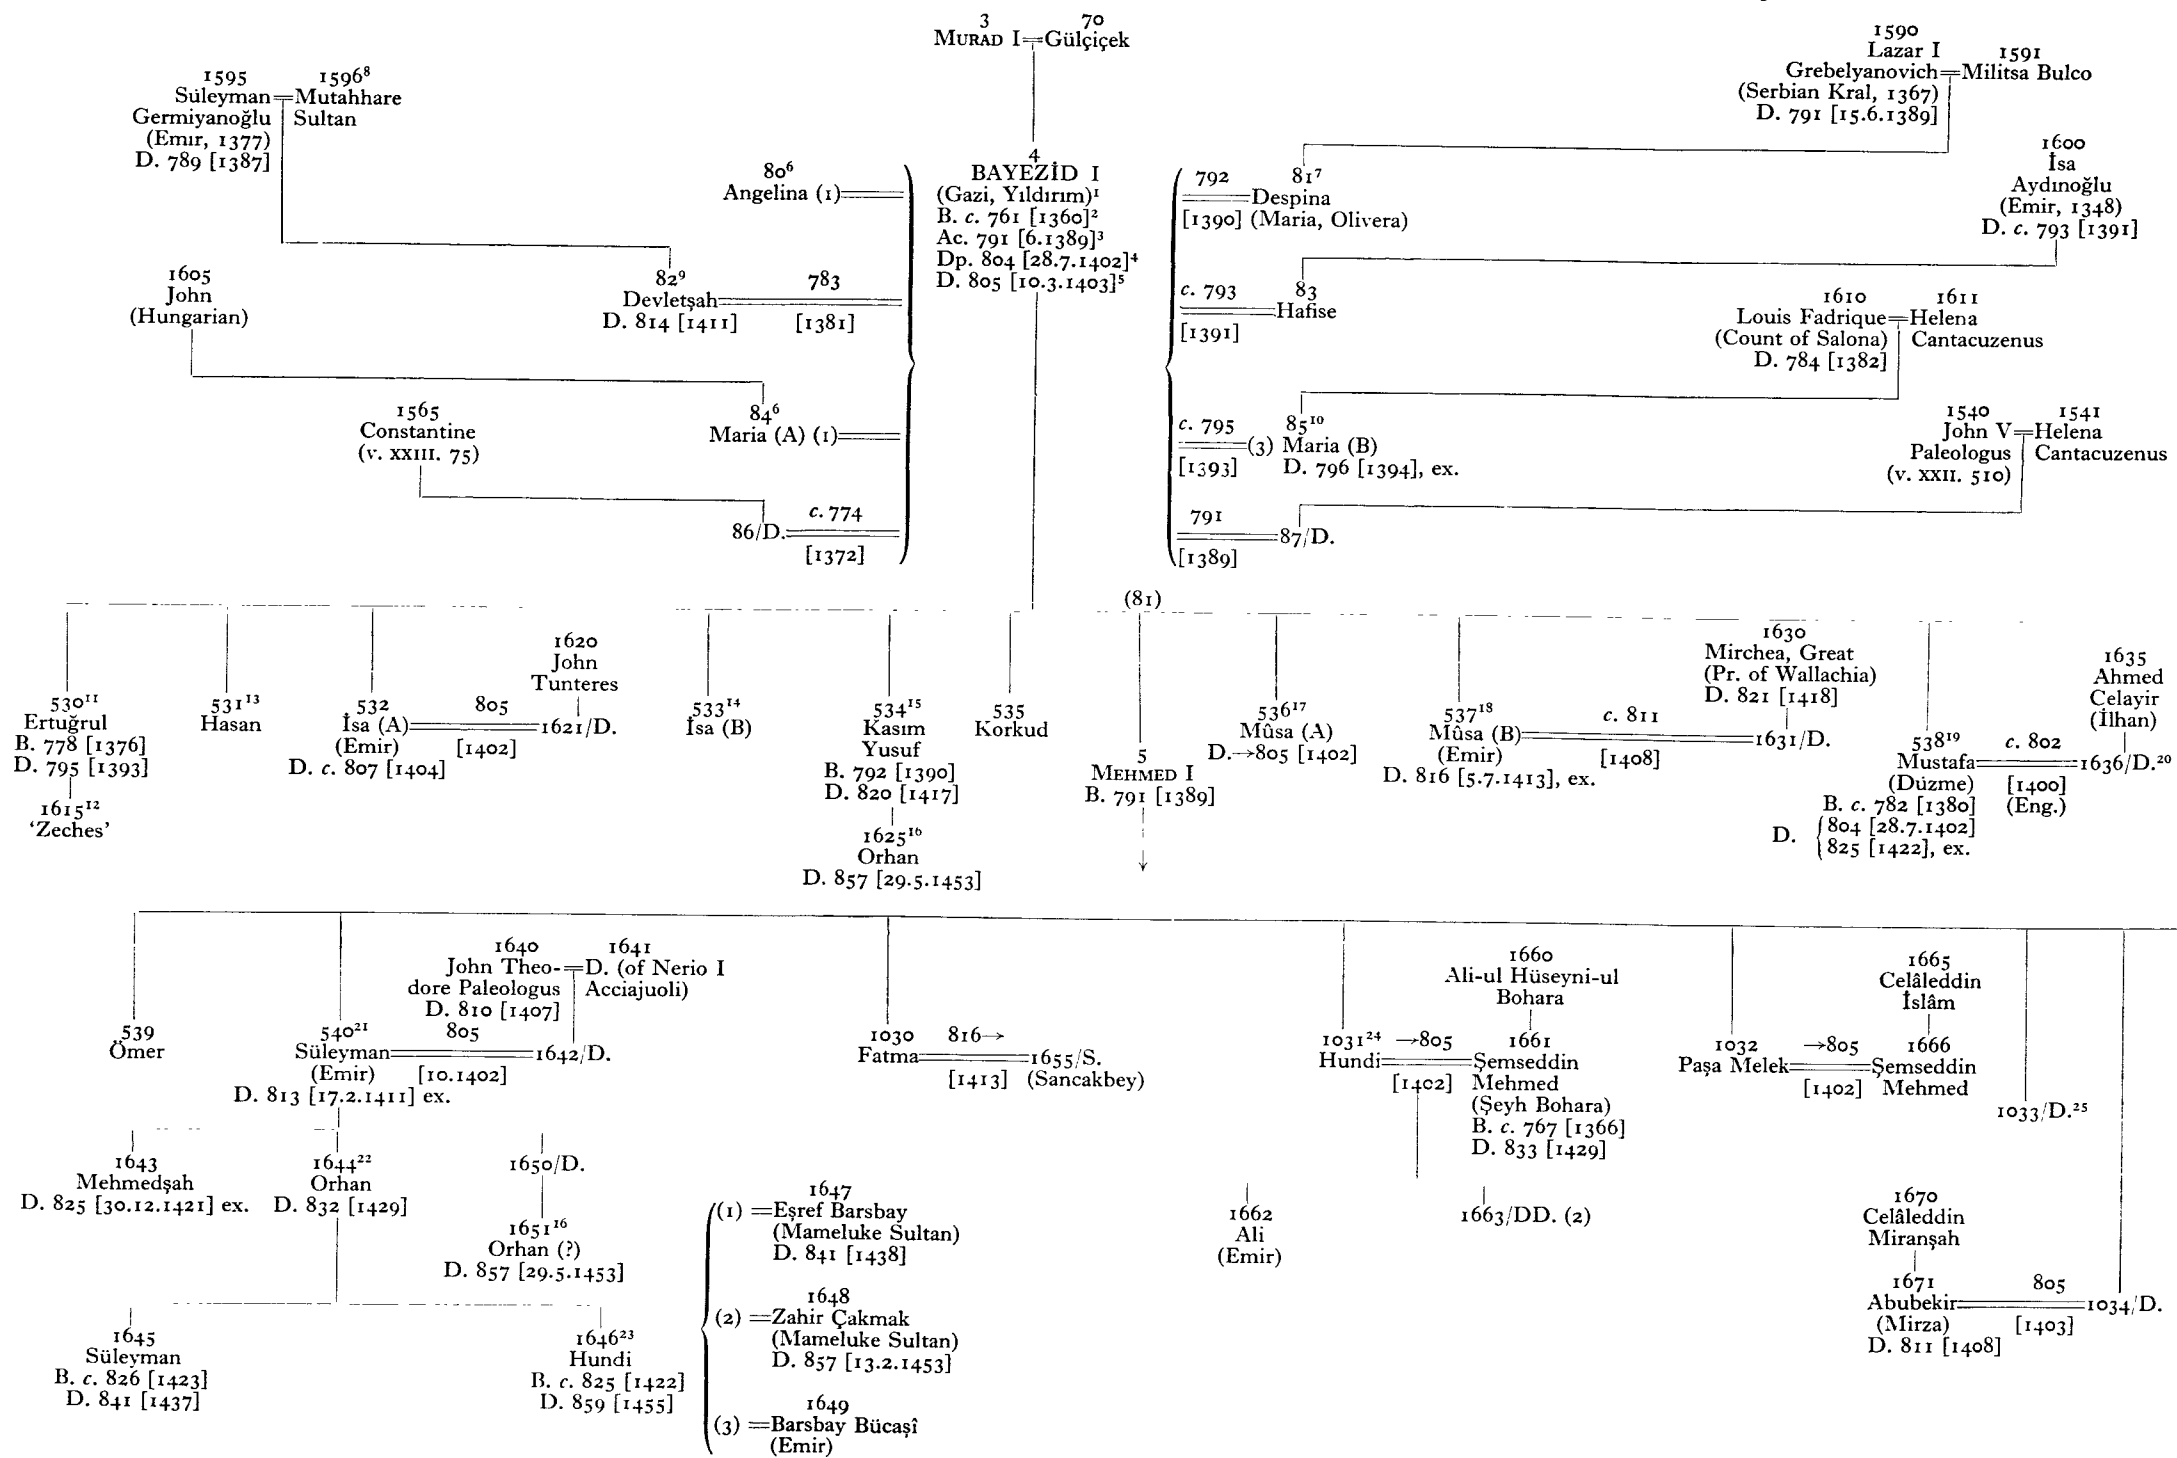 3
70
MURAD I=Gülçiçek
1590
Lazar I
Grebelyanovich=
(Serbian Kral, 1367)
D. 791 [15.6.1389]
1591
Militsa Bulco
1595
Süleyman=
Germiyanoğlu
(Emır, 1377)
D. 789 [1387]
1596⁸
Mutahhare
Sultan
80⁶
Angelina (1)
4
BAYEZİD I
(Gazi, Yıldırım)¹
B. c. 761 [1360]²
Ac. 791 [6.1389]³
Dp. 804 [28.7.1402]⁴
D. 805 [10.3.1403]⁵
792
[1390]
81⁷
Despina
(Maria, Olivera)
1600
İsa
Aydınoğlu
(Emir, 1348)
D. c. 793 [1391]
1605
John
(Hungarian)
82⁹
Devletşah
D. 814 [1411]
783
[1381]
c. 793
[1391]
83
Hafise
1610
Louis Fadrique=
(Count of Salona)
D. 784 [1382]
1611
Helena
Cantacuzenus
1565
Constantine
(v. XXIII. 75)
84⁶
Maria (A) (1)
c. 795
[1393]
85¹⁰
(3) Maria (B)
D. 796 [1394], ex.
1540
John V=
Paleologus
(v. XXII. 510)
1541
Helena
Cantacuzenus
86/D.
c. 774
[1372]
791
[1389]
87/D.
(81)
530¹¹
Ertuğrul
B. 778 [1376]
D. 795 [1393]
1615¹²
‘Zeches’
531¹³
Hasan
532
İsa (A)
(Emir)
D. c. 807 [1404]
805
[1402]
1620
John
Tunteres
1621/D.
533¹⁴
İsa (B)
534¹⁵
Kasım
Yusuf
B. 792 [1390]
D. 820 [1417]
1625¹⁶
Orhan
D. 857 [29.5.1453]
535
Korkud
5
MEHMED I
B. 791 [1389]
536¹⁷
Mûsa (A)
D.→805 [1402]
537¹⁸
Mûsa (B)
(Emir)
D. 816 [5.7.1413], ex.
c. 811
[1408]
1630
Mirchea, Great
(Pr. of Wallachia)
D. 821 [1418]
1631/D.
538¹⁹
Mustafa
(Düzme)
B. c. 782 [1380]
D.
804 [28.7.1402]
825 [1422], ex.
c. 802
[1400]
(Eng.)
1635
Ahmed
Celayir
(İlhan)
1636/D.²⁰
539
Ömer
540²¹
Süleyman
(Emir)
D. 813 [17.2.1411] ex.
805
[10.1402]
1640
John Theo-=
dore Paleologus
D. 810 [1407]
1641
D. (of Nerio I
Acciajuoli)
1642/D.
1030
Fatma
816→
[1413]
1655/S.
(Sancakbey)
1031²⁴
Hundi
→805
[1402]
1660
Ali-ul Hüseyni-ul
Bohara
1661
Şemseddin
Mehmed
(Şeyh Bohara)
B. c. 767 [1366]
D. 833 [1429]
1032
Paşa Melek
→805
[1402]
1665
Celâleddin
İslâm
1666
Şemseddin
Mehmed
1033/D.²⁵
1643
Mehmedşah
D. 825 [30.12.1421] ex.
1644²²
Orhan
D. 832 [1429]
1650/D.
1651¹⁶
Orhan (?)
D. 857 [29.5.1453]
1662
Ali
(Emir)
1663/DD. (2)
1670
Celâleddin
Miranşah
1671
Abubekir
(Mirza)
D. 811 [1408]
805
[1403]
1034/D.
1645
Süleyman
B. c. 826 [1423]
D. 841 [1437]
1646²³
Hundi
B. c. 825 [1422]
D. 859 [1455]
1647
(1) =Eşref Barsbay
(Mameluke Sultan)
D. 841 [1438]
1648
(2) =Zahir Çakmak
(Mameluke Sultan)
D. 857 [13.2.1453]
1649
(3) =Barsbay Bücaşî
(Emir)